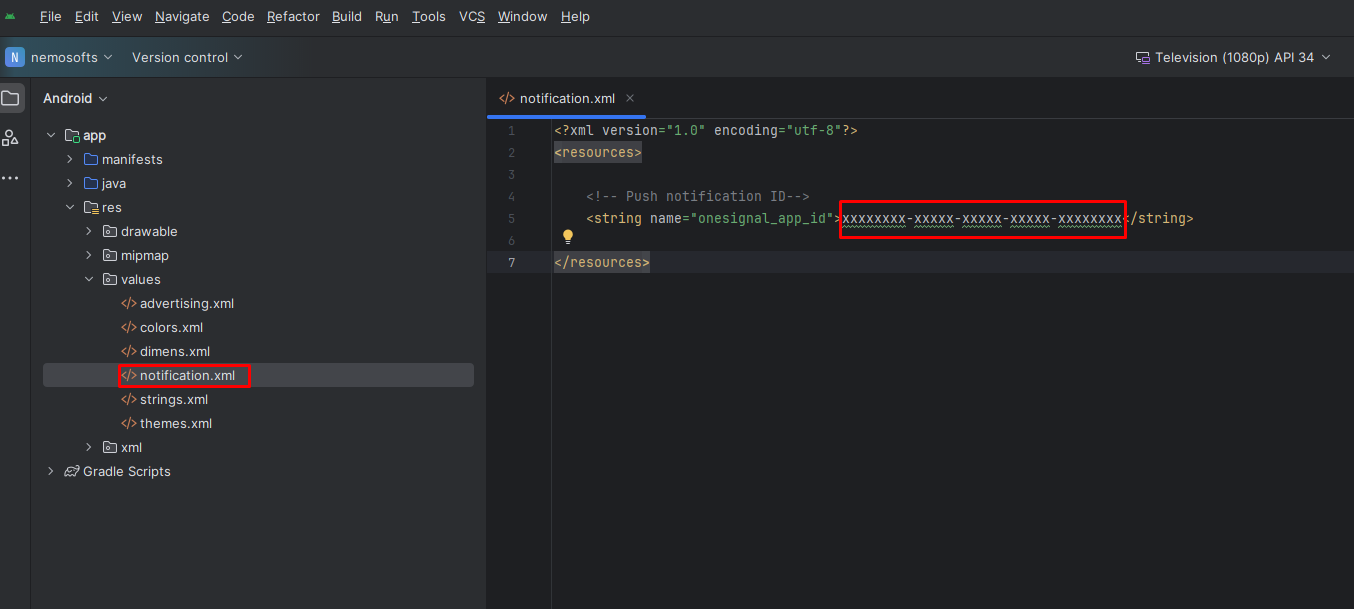 File Edit View Navigate Code Refactor Build Run Tools VCS Window Help
N nemosofts Version control Television (1080p) API 34
Android
app
manifests
java
res
drawable
mipmap
values
advertising.xml
colors.xml
dimens.xml
notification.xml
strings.xml
themes.xml
xml
Gradle Scripts
notification.xml
1 <?xml version="1.0" encoding="utf-8"?>
2 <resources>
3
4 <!-- Push notification ID-->
5 <string name="onesignal_app_id">xxxxxxxx-xxxxx-xxxxx-xxxxx-xxxxxxxx</string>
6
7 </resources>